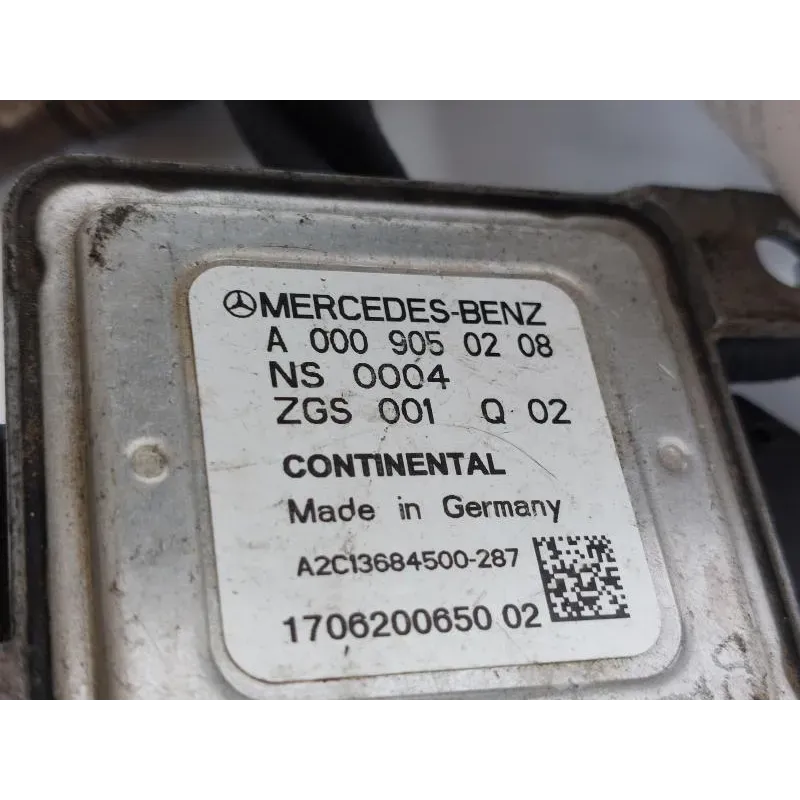 MERCEDES-BENZ
A 000 905 02 08
NS 0004
ZGS 001 Q 02
CONTINENTAL
Made in Germany
A2C13684500-287
1706200650 02